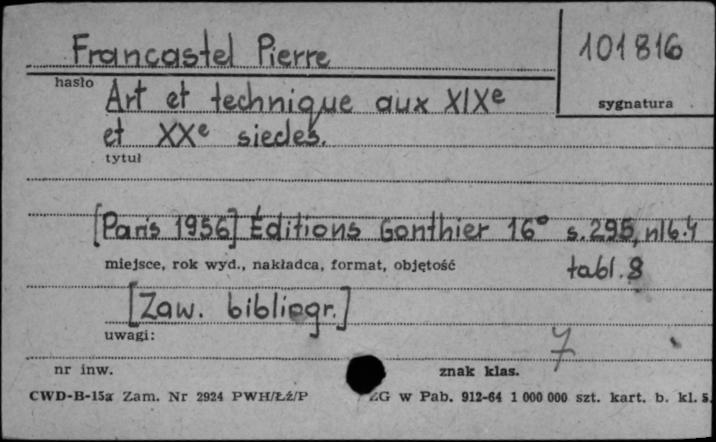 Francastel Pierre
101816
hasło
sygnatura
Art et technique aux XIXe
et XXe siecles.
tytuł
[Paris 1956] Éditions Gonthier 16° s. 295, nlb. 4
miejsce, rok wyd., nakładca, format, objętość
tabl. 8
[Zaw. bibliogr.]
uwagi:
7
nr inw.
znak klas.
CWD-B-15a Zam. Nr 2924 PWH/Łź/P ZG w Pab. 912-64 1 000 000 szt. kart. b. kl. 5.